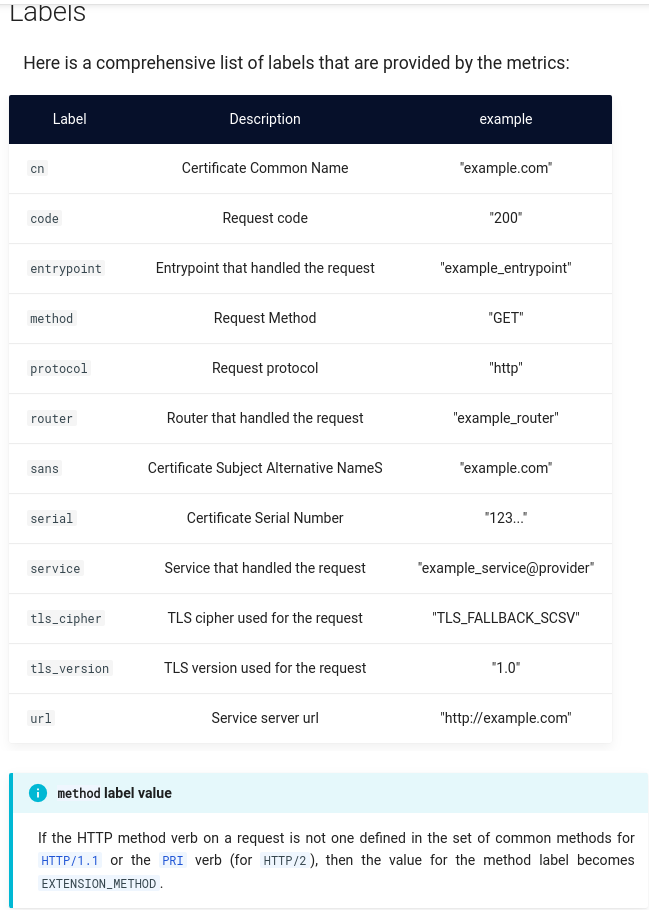 Labels
Here is a comprehensive list of labels that are provided by the metrics:
Label Description example
cn Certificate Common Name "example.com"
code Request code "200"
entrypoint Entrypoint that handled the request "example_entrypoint"
method Request Method "GET"
protocol Request protocol "http"
router Router that handled the request "example_router"
sans Certificate Subject Alternative NameS "example.com"
serial Certificate Serial Number "123..."
service Service that handled the request "example_service@provider"
tls_cipher TLS cipher used for the request "TLS_FALLBACK_SCSV"
tls_version TLS version used for the request "1.0"
url Service server url "http://example.com"
method label value
If the HTTP method verb on a request is not one defined in the set of common methods for
HTTP/1.1 or the PRI verb (for HTTP/2), then the value for the method label becomes
EXTENSION_METHOD.